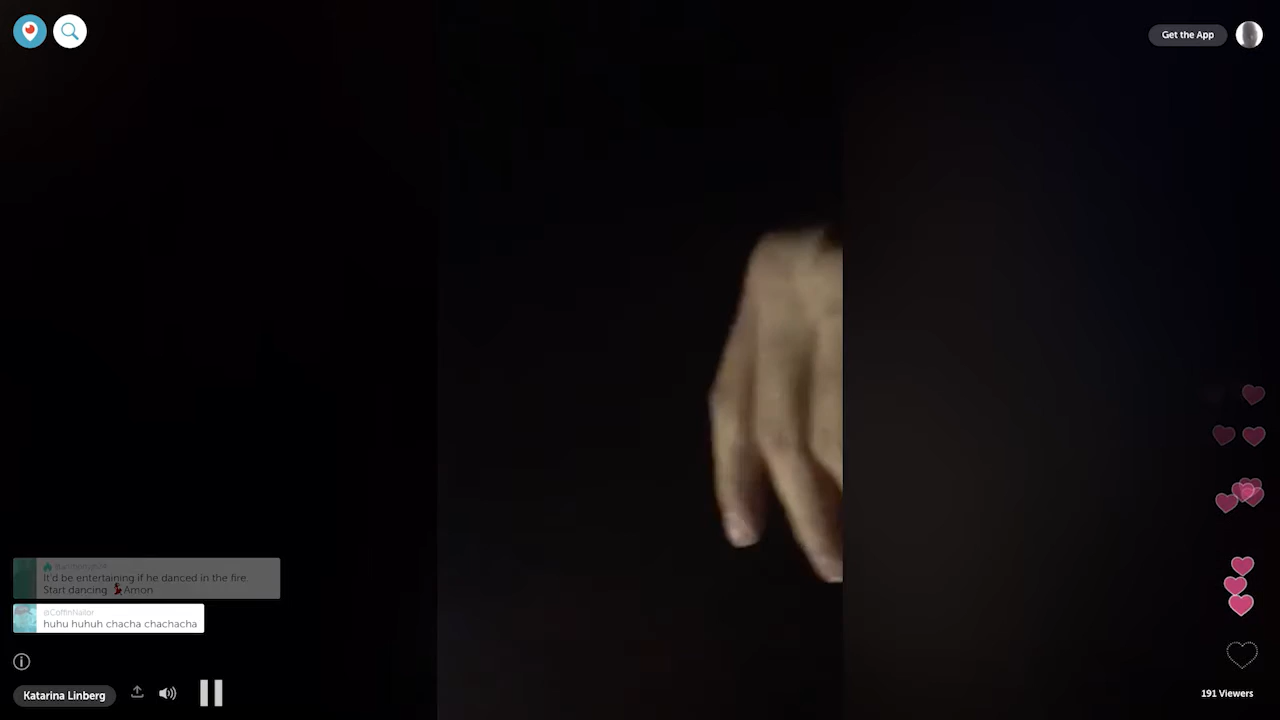 Get the App
It'd be entertaining if he danced in the fire.
Start dancing 💃Amon
@CoffinNailor
huhu huhuh chacha chachacha
Katarina Linberg
191 Viewers